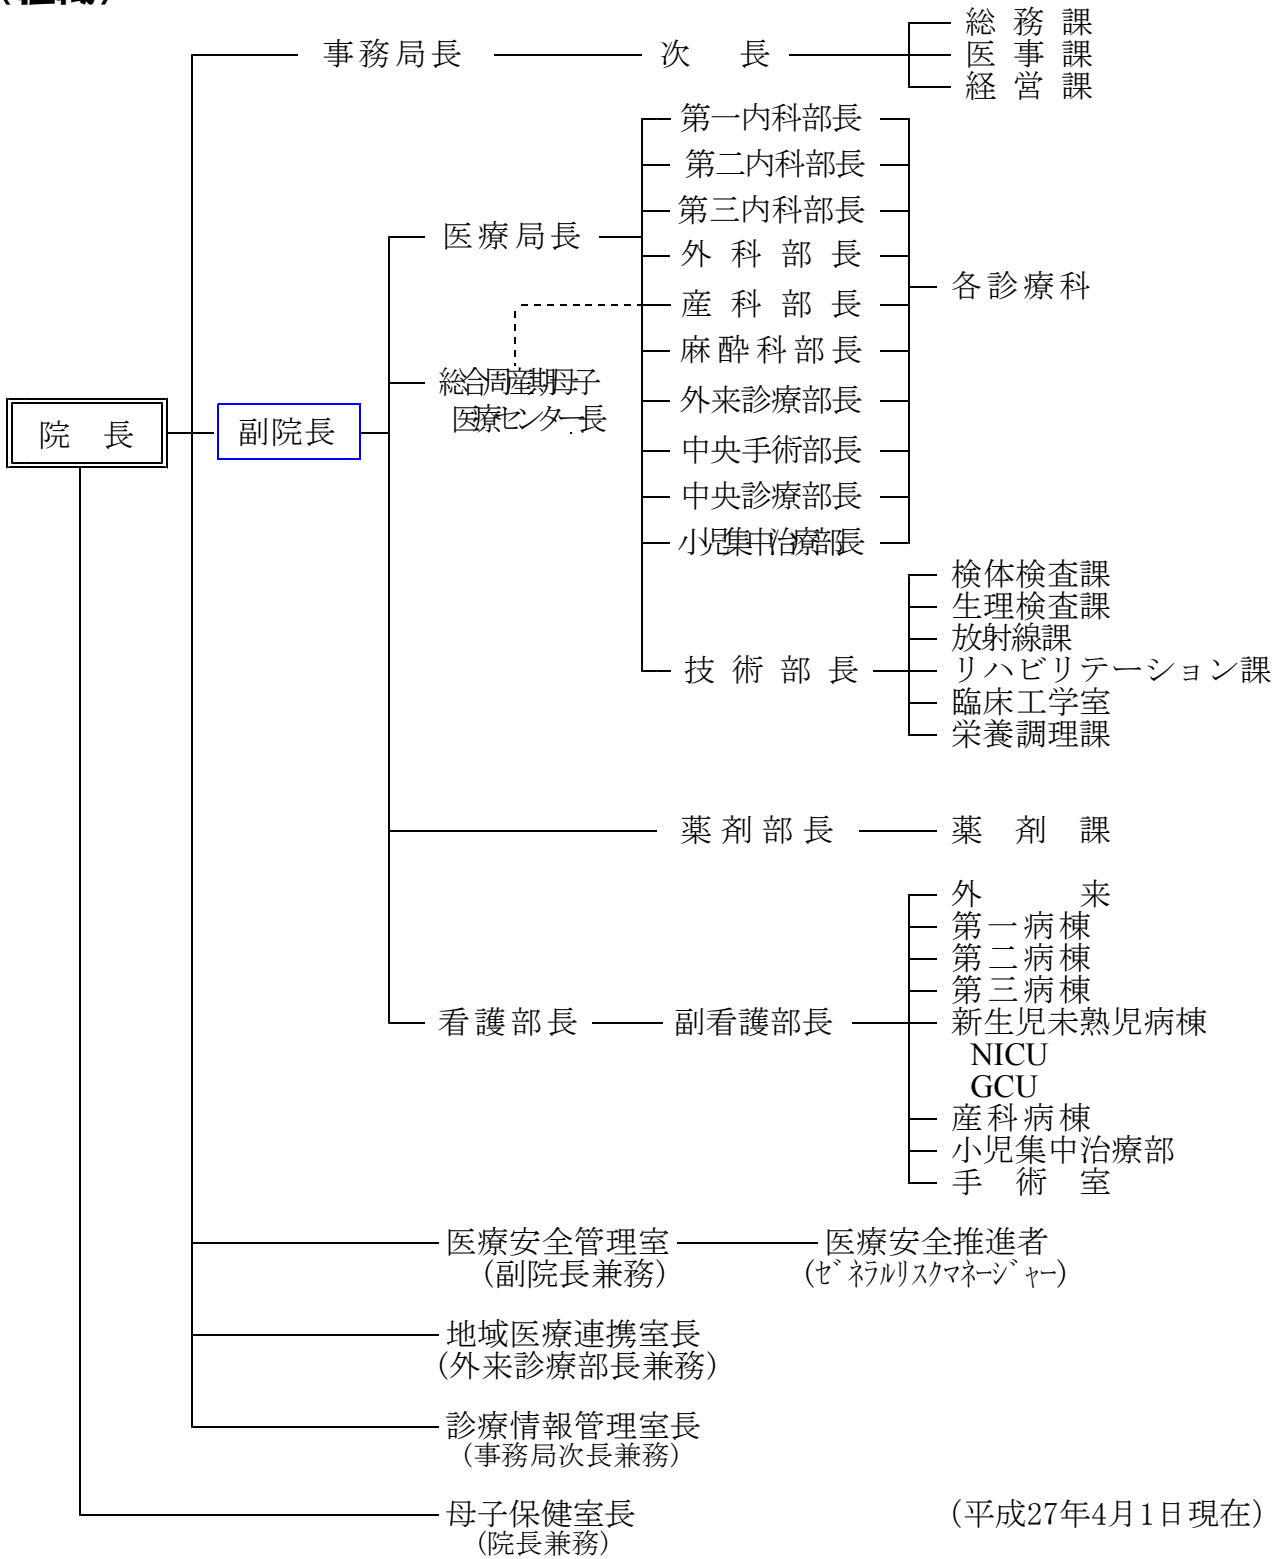 総務課
事務局長 次長 医事課
経営課
第一内科部長
第二内科部長
第三内科部長
医療局長
外科部長
各診療科
産科部長
麻酔科部長
総合周産期母子
医療センター長
外来診療部長
院長 副院長
中央手術部長
中央診療部長
小児集中治療部長
検体検査課
生理検査課
放射線課
技術部長 リハビリテーション課
臨床工学室
栄養調理課
薬剤部長 薬剤課
外来
第一病棟
第二病棟
第三病棟
看護部長 副看護部長 新生児未熟児病棟
NICU
GCU
産科病棟
小児集中治療部
手術室
医療安全管理室 医療安全推進者
(副院長兼務) (ｾﾞﾈﾗﾙﾘｽｸﾏﾈｰｼﾞｬｰ)
地域医療連携室長
(外来診療部長兼務)
診療情報管理室長
(事務局次長兼務)
母子保健室長 (平成27年4月1日現在)
(院長兼務)